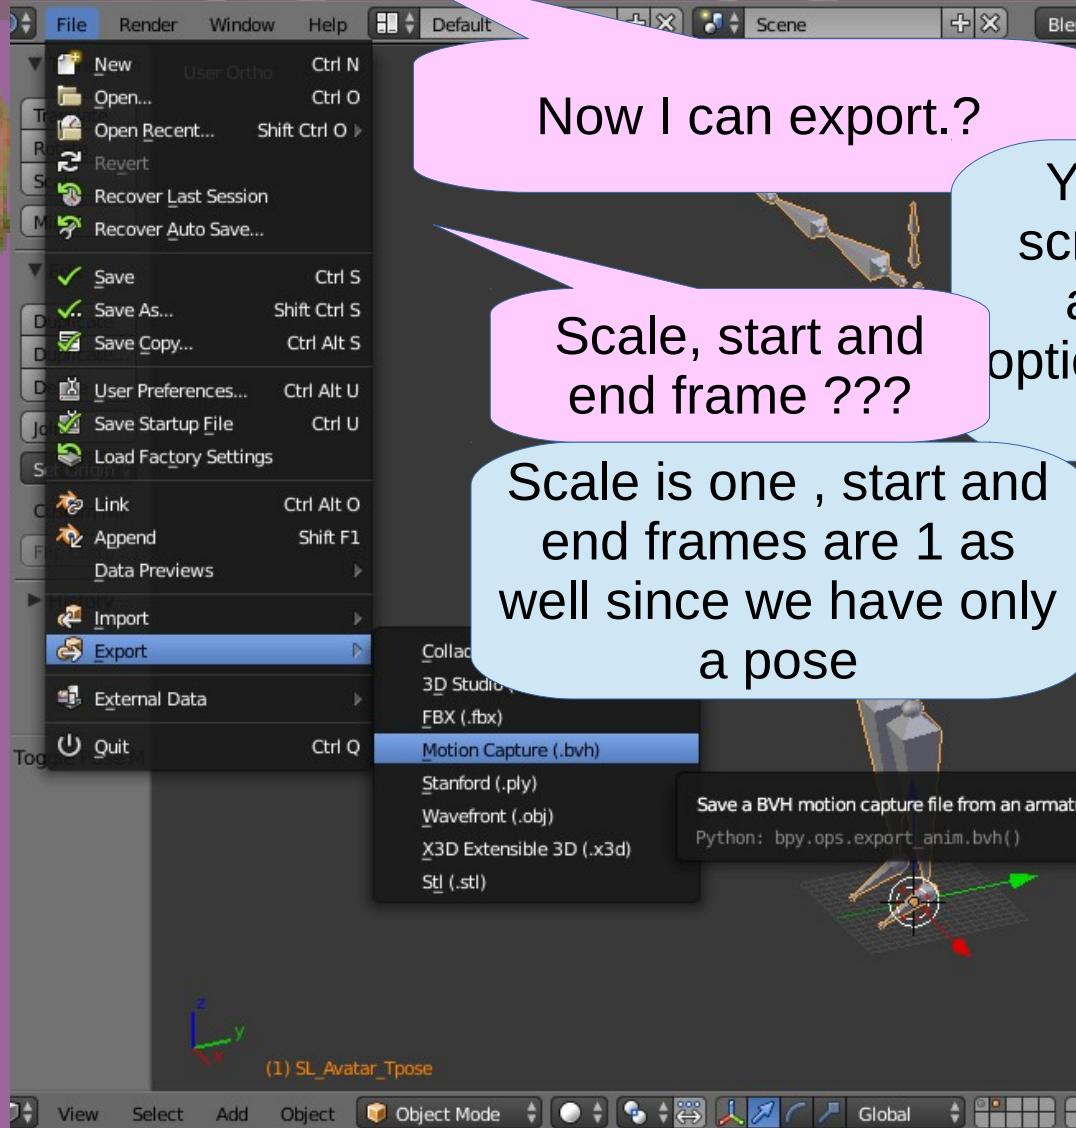 File Render Window Help Default Scene Ble
New Ctrl N
User Ortho
Open... Ctrl O
Open Recent... Shift Ctrl O
Revert
Recover Last Session
Recover Auto Save...
Save Ctrl S
Save As... Shift Ctrl S
Save Copy... Ctrl Alt S
User Preferences... Ctrl Alt U
Save Startup File Ctrl U
Load Factory Settings
Link Ctrl Alt O
Append Shift F1
Data Previews
Import
Export
External Data
Quit Ctrl Q
Now I can export.?
Scale, start and
end frame ???
Scale is one , start and
end frames are 1 as
well since we have only
a pose
Collad
3D Studio
FBX (.fbx)
Motion Capture (.bvh)
Stanford (.ply)
Wavefront (.obj)
X3D Extensible 3D (.x3d)
Stl (.stl)
Save a BVH motion capture file from an armat
Python: bpy.ops.export_anim.bvh()
z
y
x
(1) SL_Avatar_Tpose
View Select Add Object Object Mode Global